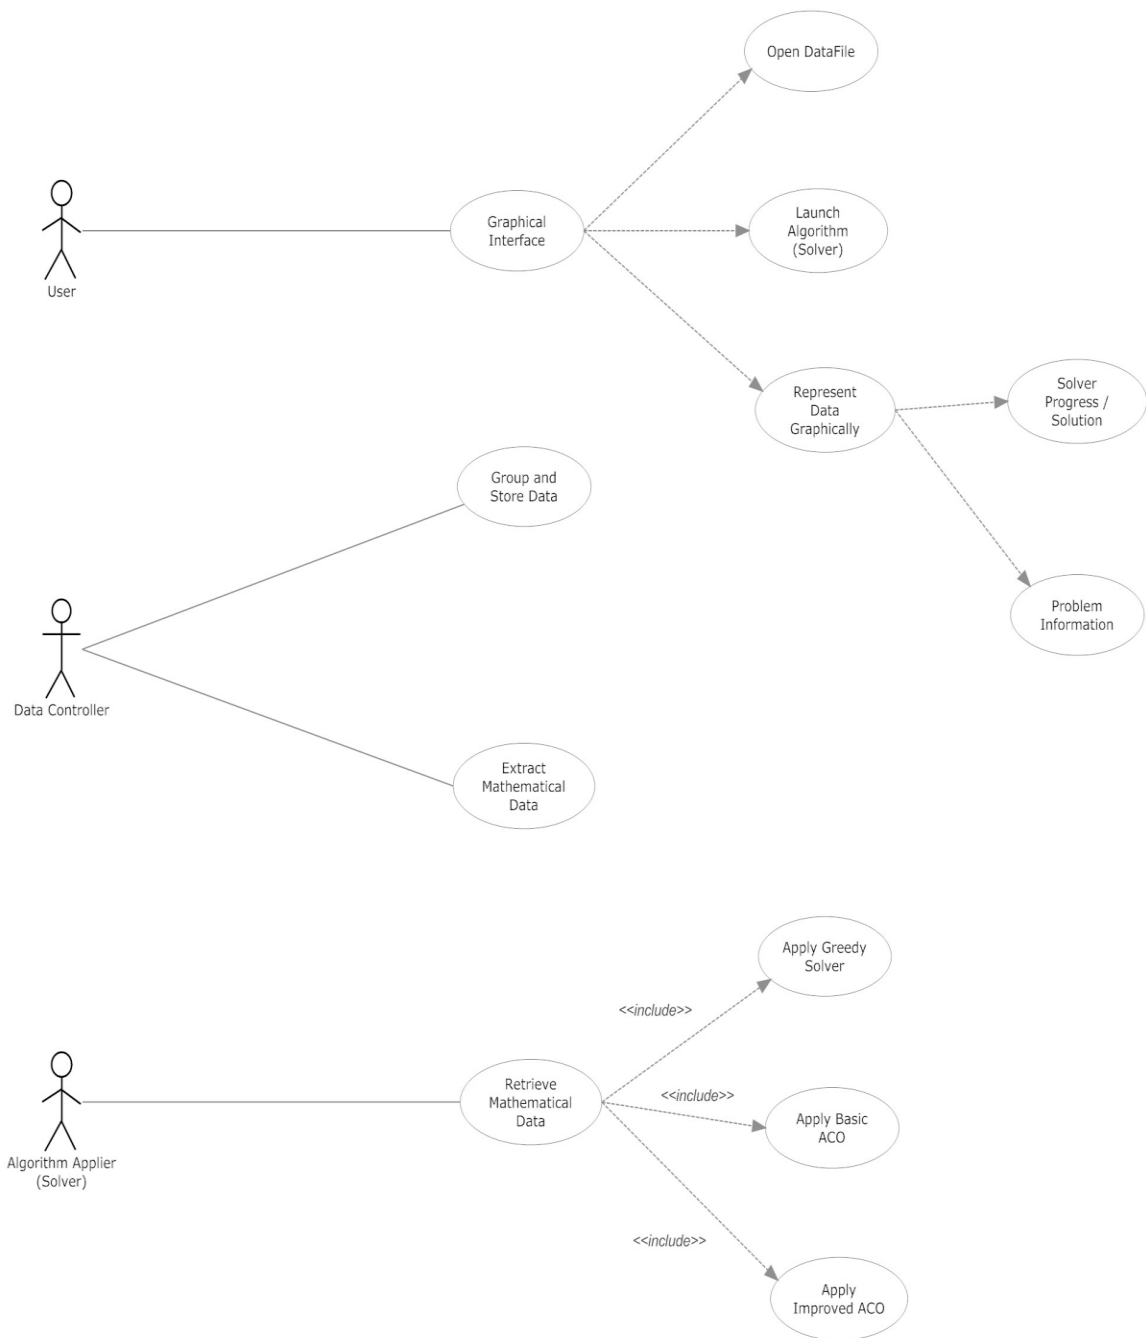 Open DataFile
Graphical
Interface
Launch
Algorithm
(Solver)
User
Represent
Data
Graphically
Solver
Progress /
Solution
Group and
Store Data
Problem
Information
Data Controller
Extract
Mathematical
Data
Apply Greedy
Solver
<<include>>
Retrieve
Mathematical
Data
<<include>>
Apply Basic
ACO
Algorithm Applier
(Solver)
<<include>>
Apply
Improved ACO